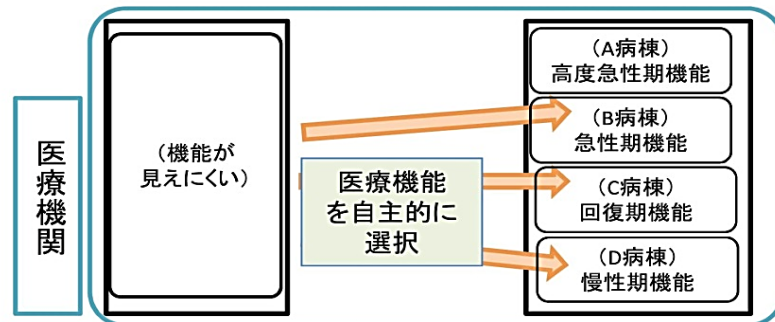 医療機関
(機能が
見えにくい)
医療機能
を自主的に
選択
(A病棟)
高度急性期機能
(B病棟)
急性期機能
(C病棟)
回復期機能
(D病棟)
慢性期機能